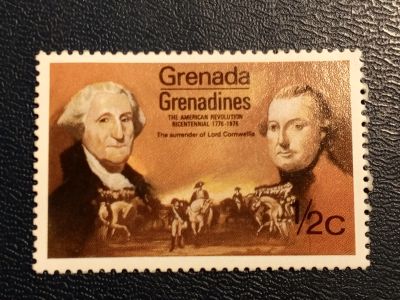 Grenada
Grenadines
THE AMERICAN REVOLUTION
BICENTENNIAL 1776-1976
The surrender of Lord Cornwallis
1/2c